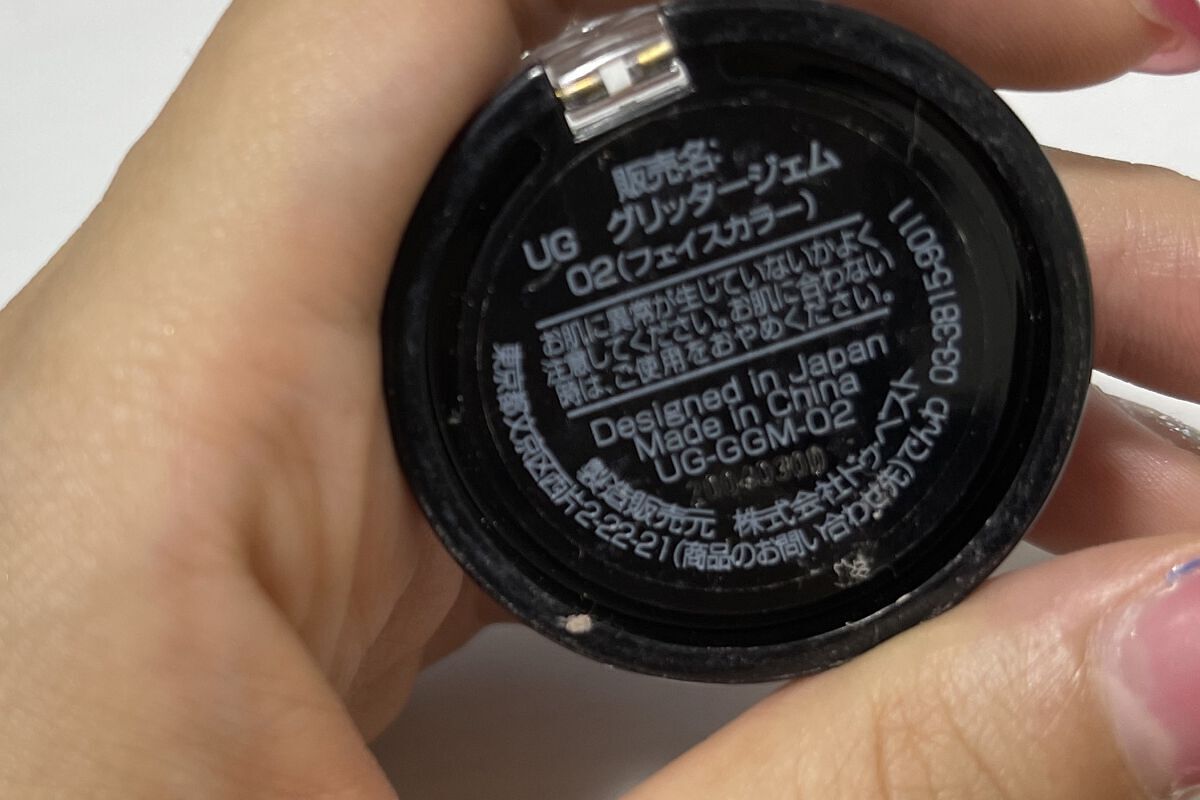 販売名:
UG グリッタージェム
02(フェイスカラー)
お肌に異常が生じていないかよく
注意してください。お肌に合わない
時は、ご使用をおやめください。
Designed in Japan
Made in China
UG-GGM-02
製造販売元 株式会社ドゥ・ベスト
東京都文京区西片2-22-21(商品のお問い合わせ先)でんわ 03-3815-9011